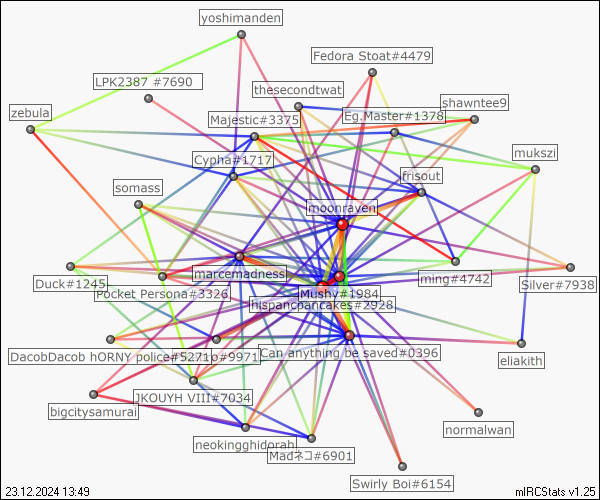 yoshimanden
Fedora Stoat#4479
LPK2387 #7690
thesecondtwat
shawntee9
zebula
Majestic#3375
Eg.Master#1378
mukszi
Cypha#1717
frisout
somass
moonraven
marcemadness
Duck#1245
Pocket Persona#3326
Mushy#1984
ming#4742
Silver#7938
hispancpancakes#2928
DacobDacob hORNY police#5271
p#9971
Can anything be saved#0396
eliakith
JKOUYH VIII#7034
bigcitysamurai
normalwan
neokingghidorah
Madネコ#6901
Swirly Boi#6154
23.12.2024 13:49
mIRCStats v1.25